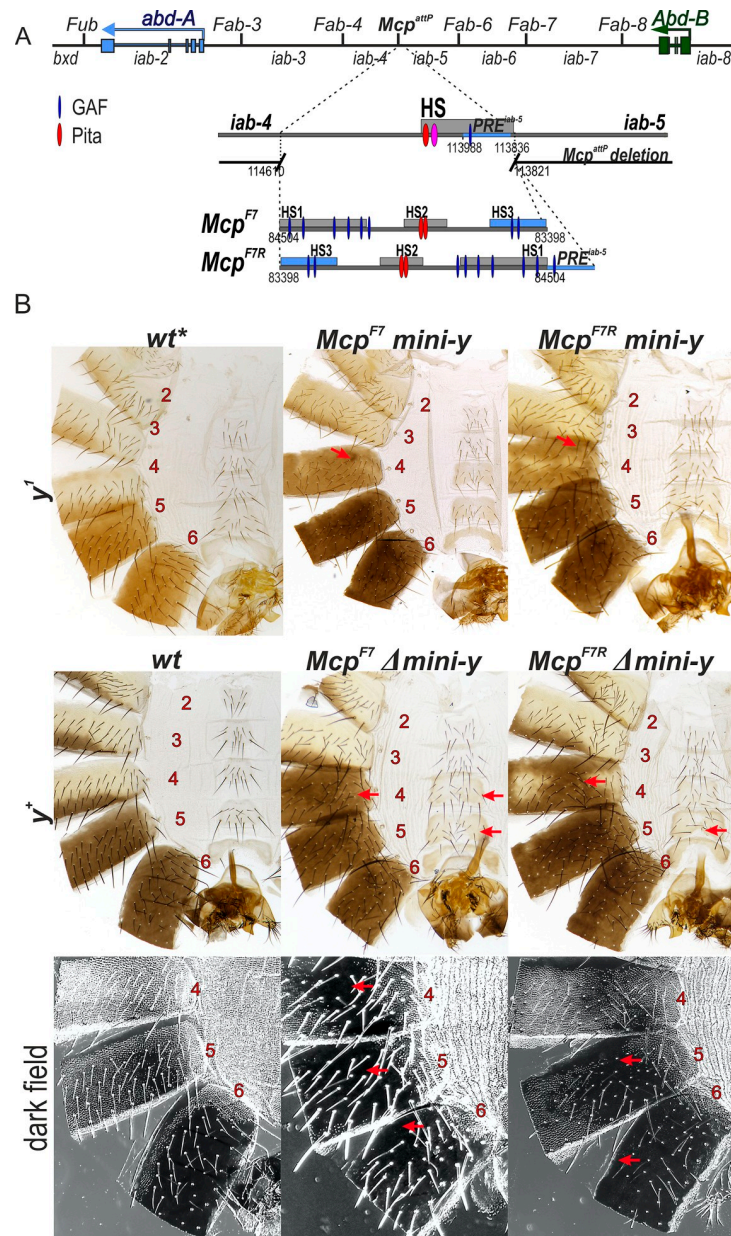 A
Fub abd-A Fab-3 Fab-4 Mcp^attP Fab-6 Fab-8 Abd-B
bxd iab-2 iab-3 iab-4 iab-5 iab-6 iab-7 iab-8
GAF
Pita
HS
iab-4 PRE^iab-5 iab-5
113988 113836
114610 113821 Mcp^attP deletion
Mcp^F7 HS1 HS2 HS3
84504 83398
Mcp^F7R HS3 HS2 HS1 PRE^iab-5
83398 84504
B
wt* Mcp^F7 mini-y Mcp^F7R mini-y
y^1
2 3 4 5 6
2 3 4 5 6
2 3 4 5 6
wt Mcp^F7 Δmini-y Mcp^F7R Δmini-y
y^+
2 3 4 5 6
2 3 4 5 6
2 3 4 5 6
dark field
4 5 6
4 5 6
4 5 6